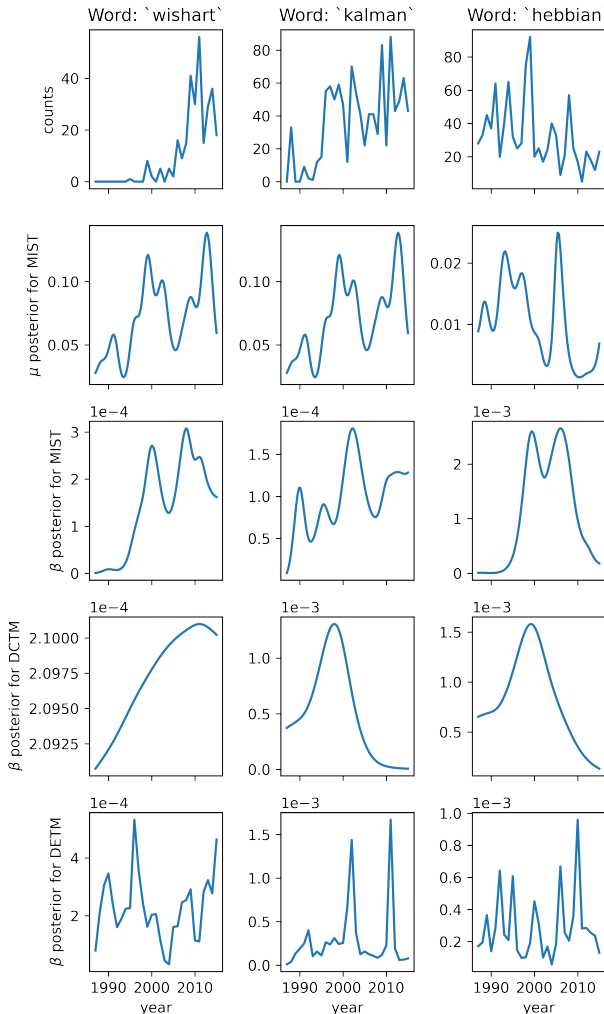 Word: `wishart` Word: `kalman` Word: `hebbian
counts
40
20
0
80
60
40
20
0
80
60
40
20
μ posterior for MIST
0.10
0.05
0.10
0.05
0.02
0.01
β posterior for MIST
1e−4
3
2
1
0
1e−4
1.5
1.0
0.5
1e−3
2
1
0
β posterior for DCTM
1e−4
2.1000
2.0975
2.0950
2.0925
1e−3
1.0
0.5
0.0
1e−3
1.5
1.0
0.5
β posterior for DETM
1e−4
4
2
1e−3
1.5
1.0
0.5
0.0
1e−3
1.0
0.8
0.6
0.4
0.2
1990 2000 2010 1990 2000 2010 1990 2000 2010
year year year